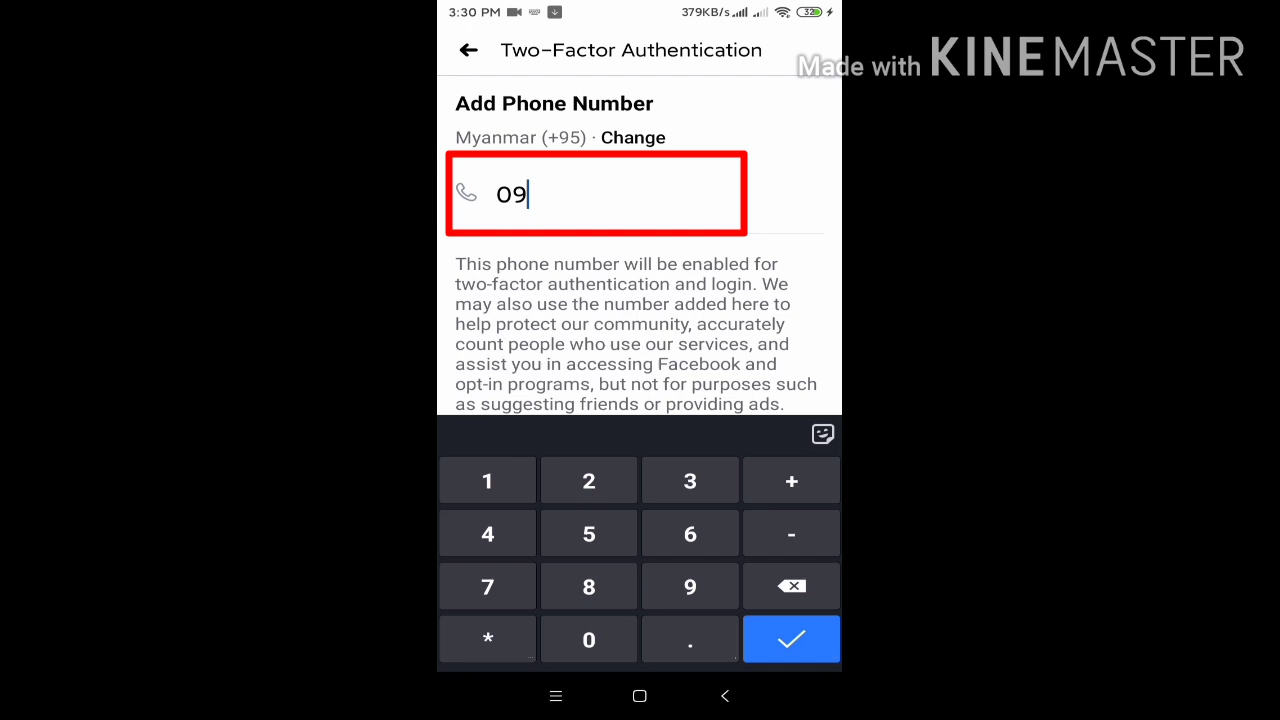 3:30 PM 379KB/s 32
Two-Factor Authentication
Made with KINEMASTER
Add Phone Number
Myanmar (+95) · Change
09
This phone number will be enabled for
two-factor authentication and login. We
may also use the number added here to
help protect our community, accurately
count people who use our services, and
assist you in accessing Facebook and
opt-in programs, but not for purposes such
as suggesting friends or providing ads.
1 2 3 +
4 5 6 -
7 8 9
* 0 .